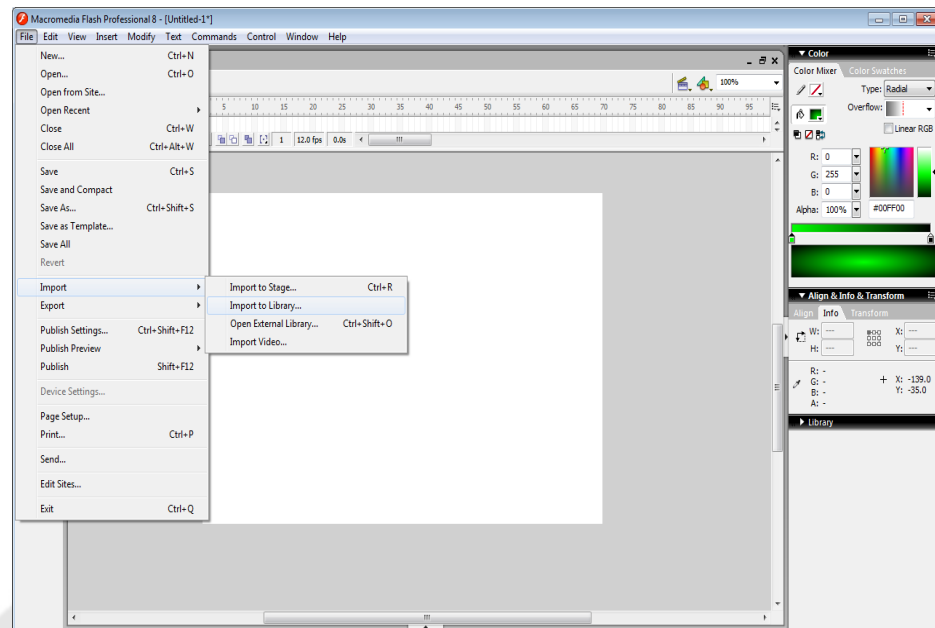 Macromedia Flash Professional 8 - [Untitled-1*]
File Edit View Insert Modify Text Commands Control Window Help
New... Ctrl+N
Open... Ctrl+O
Open from Site...
Open Recent
Close Ctrl+W
Close All Ctrl+Alt+W
Save Ctrl+S
Save and Compact
Save As... Ctrl+Shift+S
Save as Template...
Save All
Revert
Import
Export
Publish Settings... Ctrl+Shift+F12
Publish Preview
Publish Shift+F12
Device Settings...
Page Setup...
Print... Ctrl+P
Send...
Edit Sites...
Exit Ctrl+Q
Import to Stage... Ctrl+R
Import to Library...
Open External Library... Ctrl+Shift+O
Import Video...
100%
5 10 15 20 25 30 35 40 45 50 55 60 65 70 75 80 85 90 95
1 12.0 fps 0.0s
Color
Color Mixer Color Swatches
Type: Radial
Overflow:
Linear RGB
R: 0
G: 255
B: 0
Alpha: 100% #00FF00
Align & Info & Transform
Align Info Transform
W: --- X: ---
H: --- Y: ---
R: -
G: - + X: -139.0
B: - Y: -35.0
A: -
Library